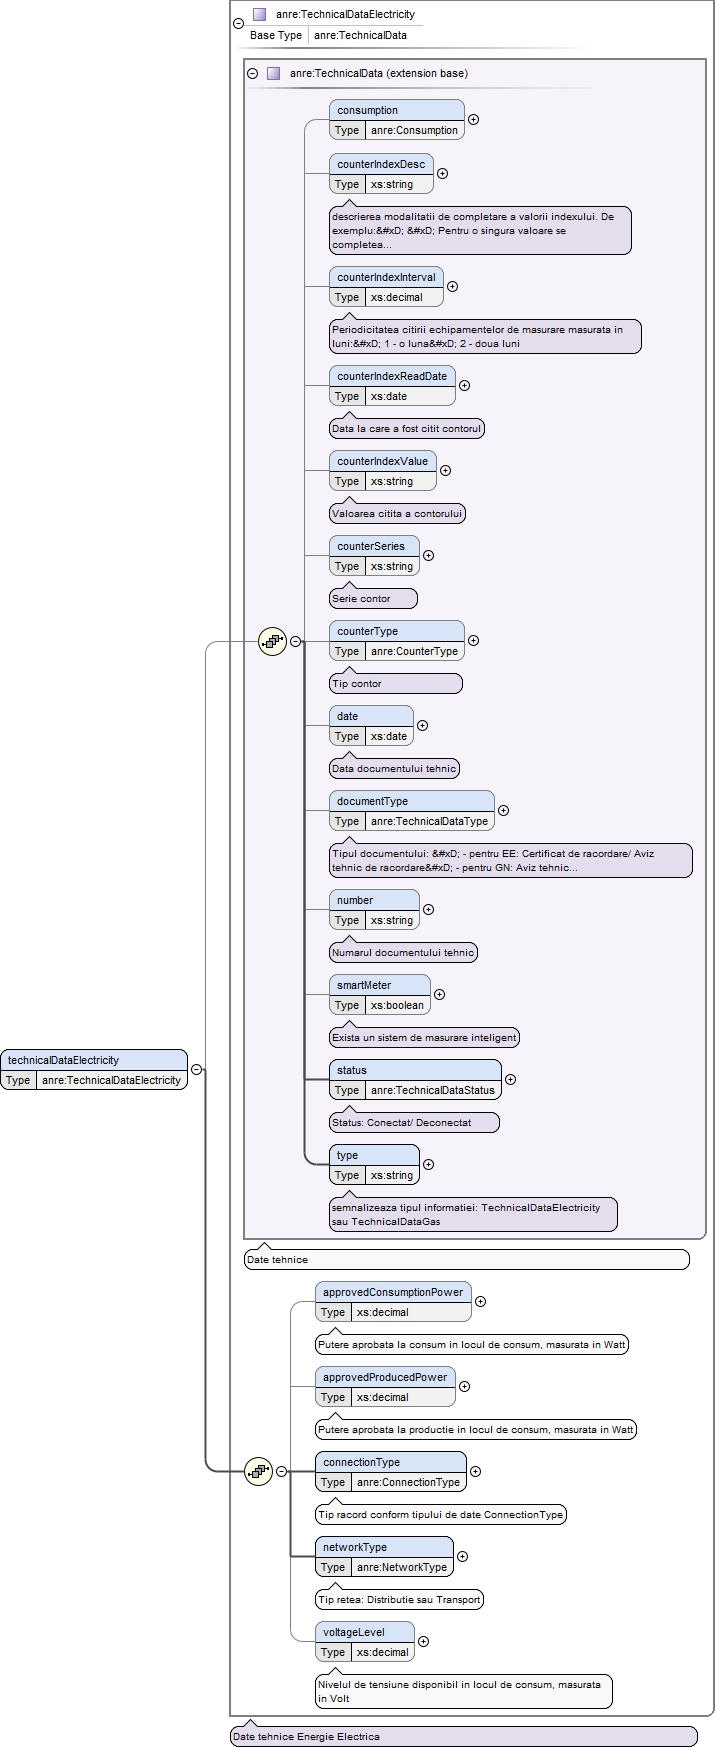 anre:TechnicalDataElectricity
Base Type anre:TechnicalData
anre:TechnicalData (extension base)
consumption
Type anre:Consumption
counterIndexDesc
Type xs:string
descrierea modalitatii de completare a valorii indexului. De
exemplu:&#xD; &#xD; Pentru o singura valoare se
completea...
counterIndexInterval
Type xs:decimal
Periodicitatea citirii echipamentelor de masurare masurata in
luni:&#xD; 1 - o luna&#xD; 2 - doua luni
counterIndexReadDate
Type xs:date
Data la care a fost citit contorul
counterIndexValue
Type xs:string
Valoarea citita a contorului
counterSeries
Type xs:string
Serie contor
counterType
Type anre:CounterType
Tip contor
date
Type xs:date
Data documentului tehnic
documentType
Type anre:TechnicalDataType
Tipul documentului: &#xD; - pentru EE: Certificat de racordare/ Aviz
tehnic de racordare&#xD; - pentru GN: Aviz tehnic...
number
Type xs:string
Numarul documentului tehnic
smartMeter
Type xs:boolean
Exista un sistem de masurare inteligent
technicalDataElectricity
Type anre:TechnicalDataElectricity
status
Type anre:TechnicalDataStatus
Status: Conectat/ Deconectat
type
Type xs:string
semnalizeaza tipul informatiei: TechnicalDataElectricity
sau TechnicalDataGas
Date tehnice
approvedConsumptionPower
Type xs:decimal
Putere aprobata la consum in locul de consum, masurata in Watt
approvedProducedPower
Type xs:decimal
Putere aprobata la productie in locul de consum, masurata in Watt
connectionType
Type anre:ConnectionType
Tip racord conform tipului de date ConnectionType
networkType
Type anre:NetworkType
Tip retea: Distributie sau Transport
voltageLevel
Type xs:decimal
Nivelul de tensiune disponibil in locul de consum, masurata
in Volt
Date tehnice Energie Electrica